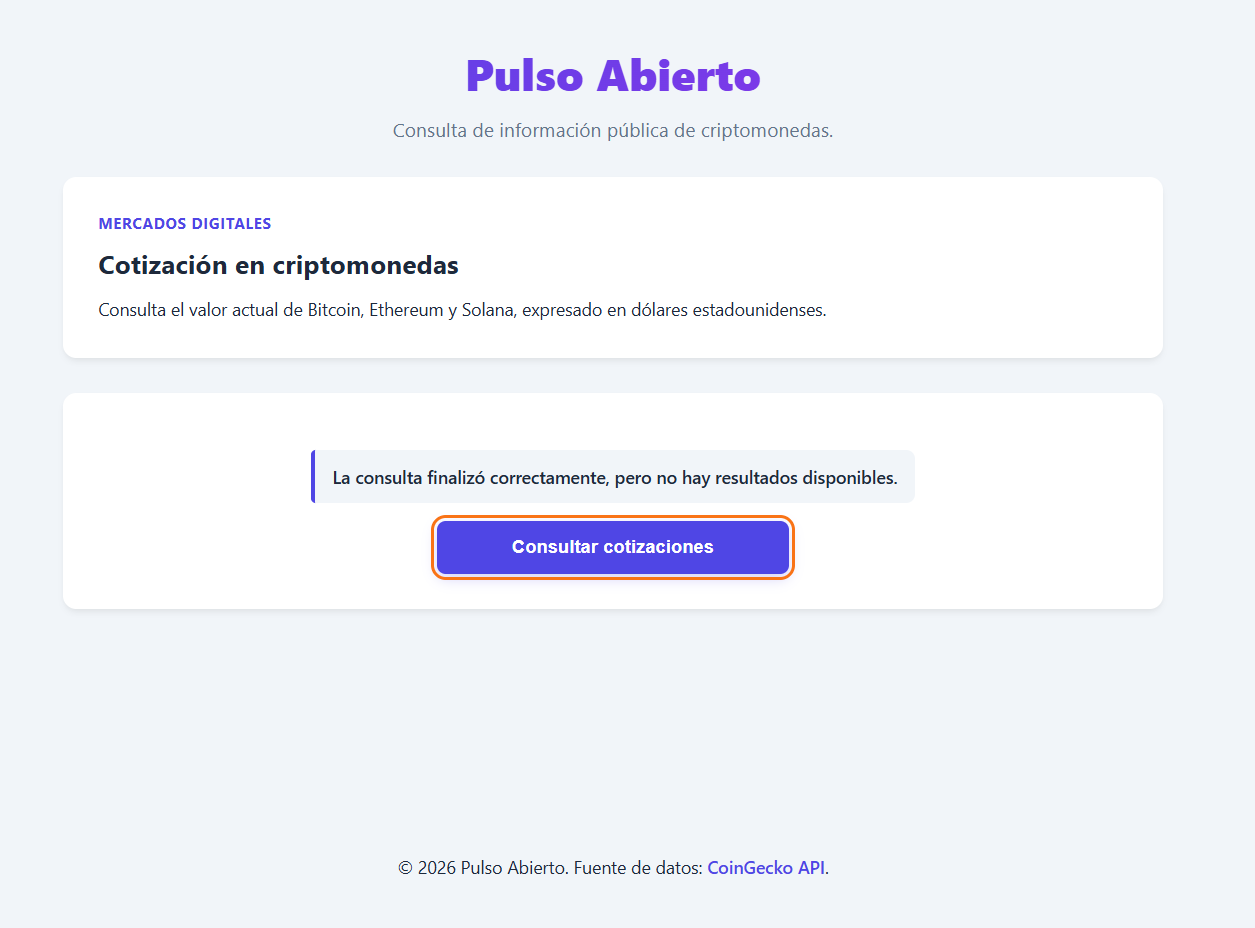 Pulso Abierto
Consulta de información pública de criptomonedas.
MERCADOS DIGITALES
Cotización en criptomonedas
Consulta el valor actual de Bitcoin, Ethereum y Solana, expresado en dólares estadounidenses.
La consulta finalizó correctamente, pero no hay resultados disponibles.
Consultar cotizaciones
© 2026 Pulso Abierto. Fuente de datos: CoinGecko API.